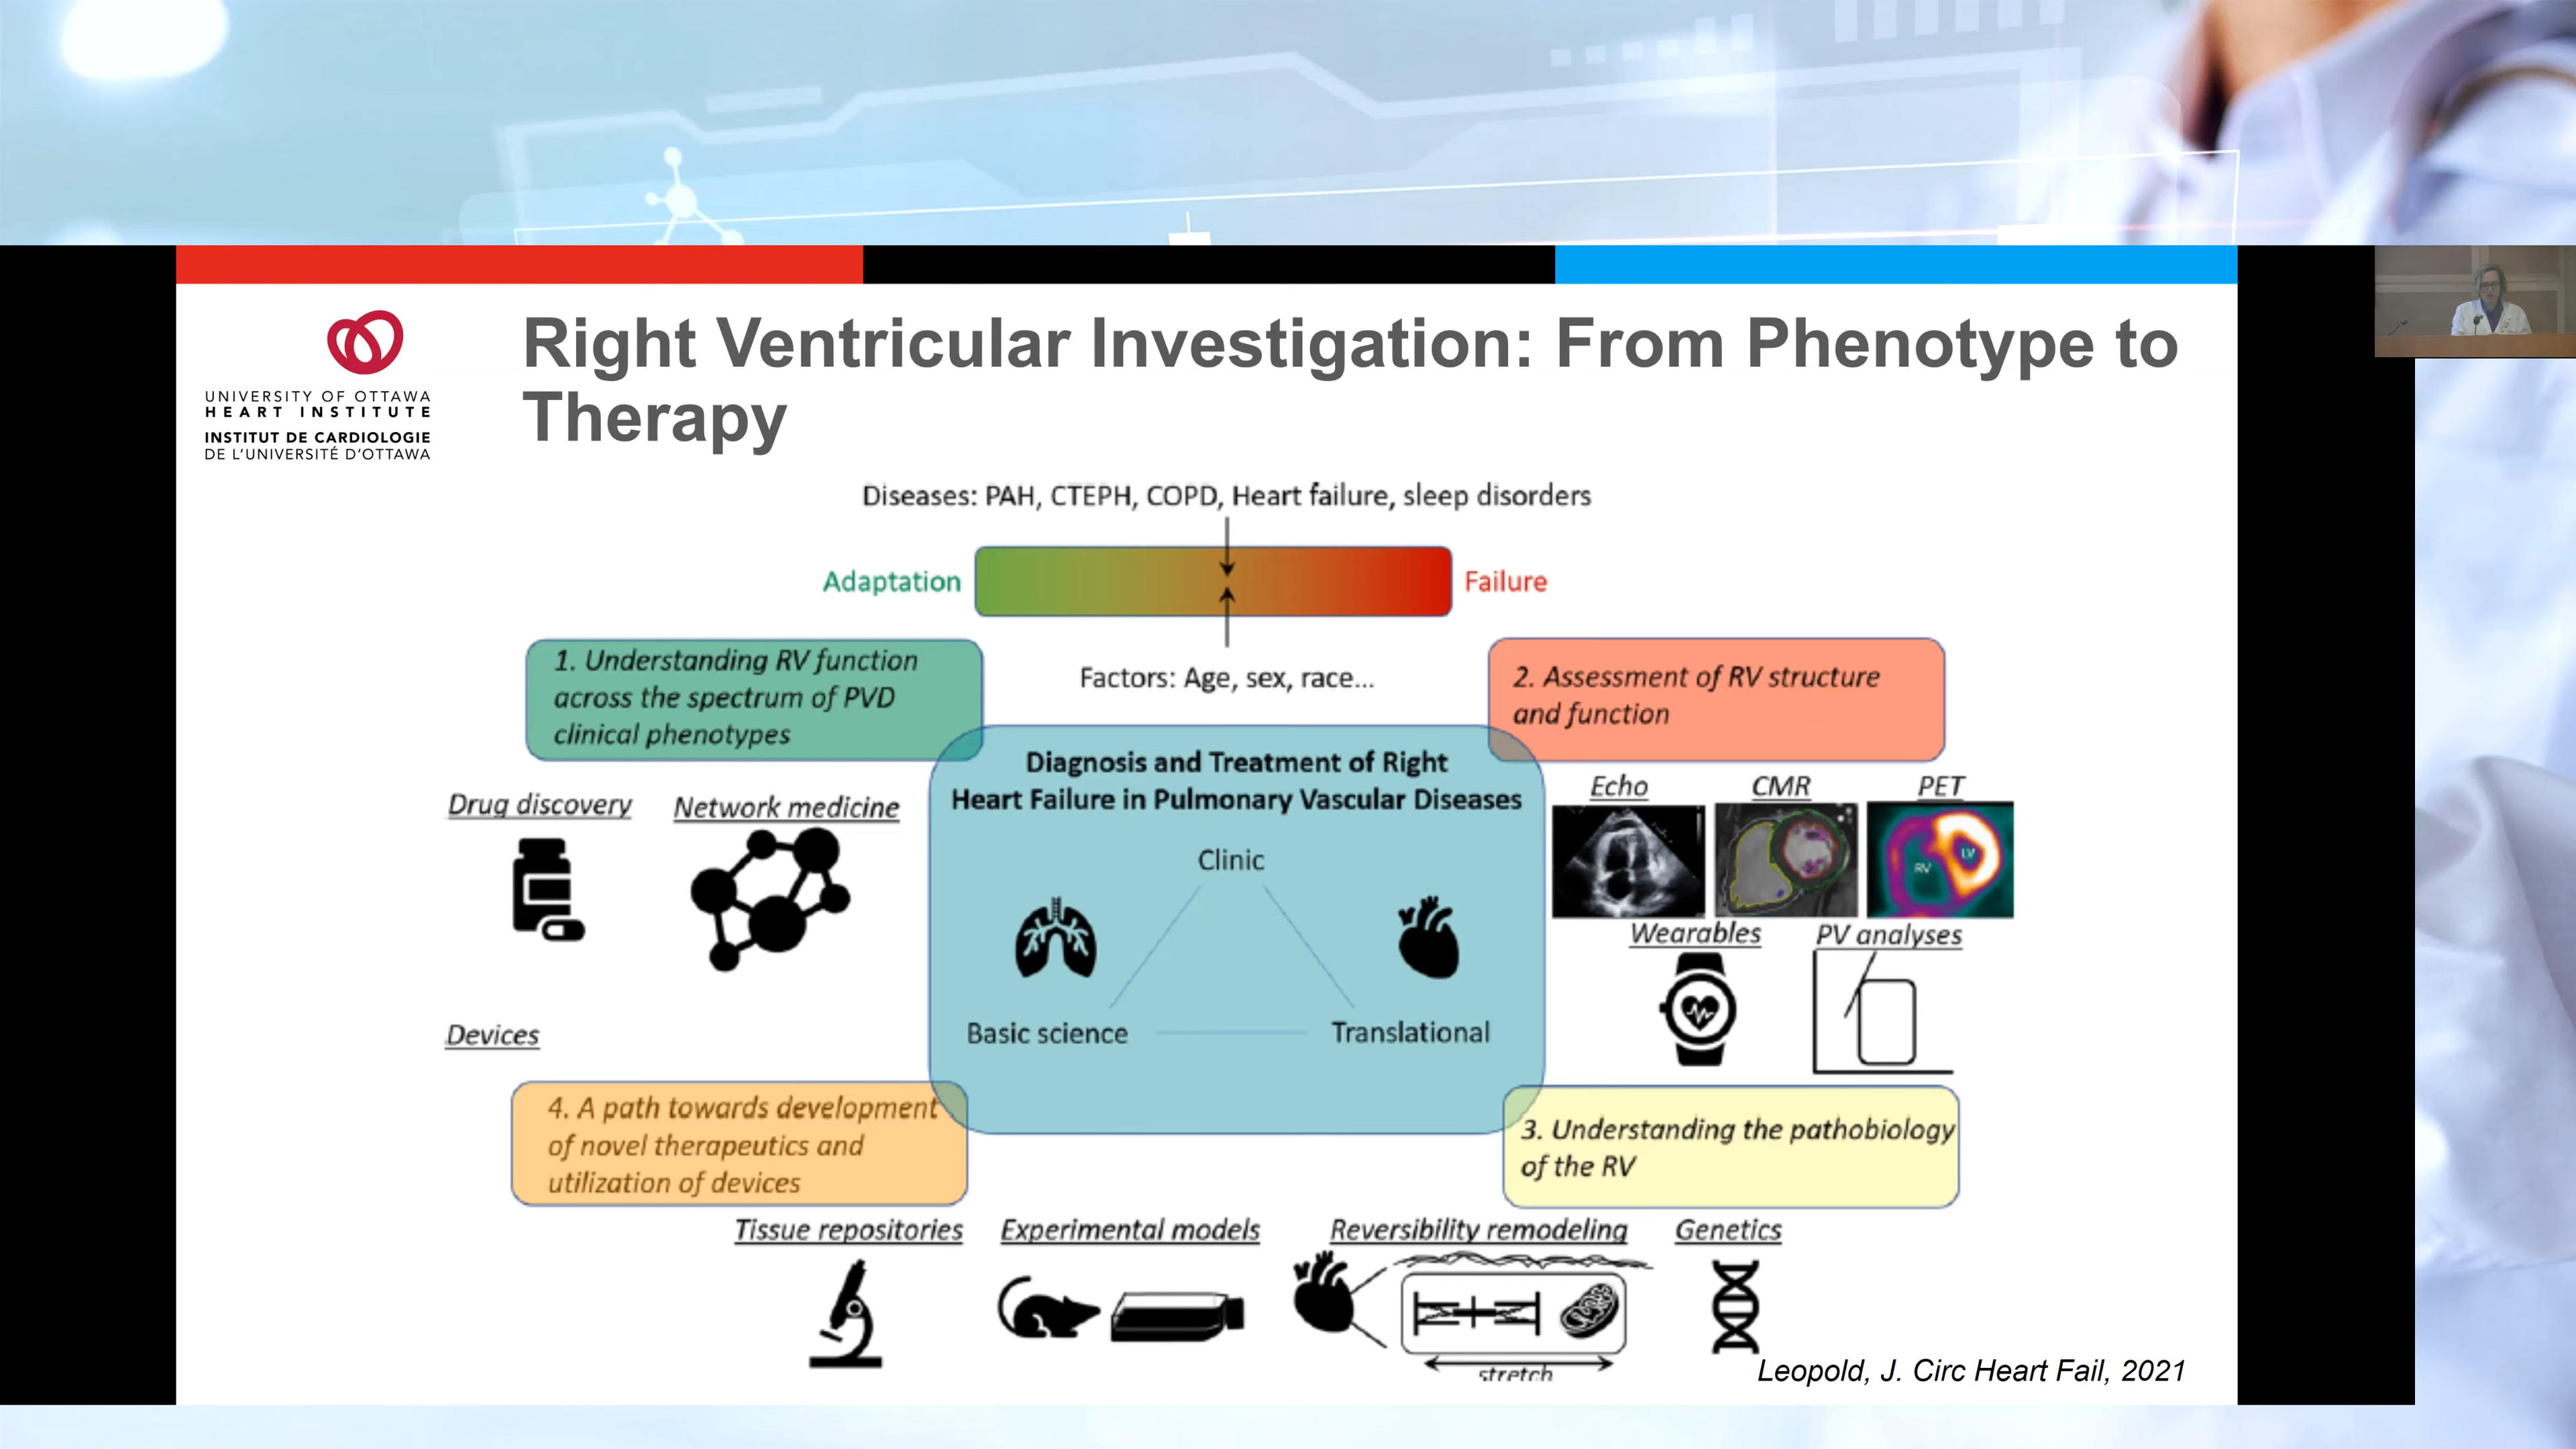 UNIVERSITY OF OTTAWA
HEART INSTITUTE
INSTITUT DE CARDIOLOGIE
DE L'UNIVERSITÉ D'OTTAWA
Right Ventricular Investigation: From Phenotype to
Therapy
Diseases: PAH, CTEPH, COPD, Heart failure, sleep disorders
Adaptation
Failure
Factors: Age, sex, race...
1. Understanding RV function
across the spectrum of PVD
clinical phenotypes
2. Assessment of RV structure
and function
Diagnosis and Treatment of Right
Heart Failure in Pulmonary Vascular Diseases
Clinic
Basic science
Translational
Drug discovery
Network medicine
Devices
Echo
CMR
PET
RV
LV
Wearables
PV analyses
4. A path towards development
of novel therapeutics and
utilization of devices
3. Understanding the pathobiology
of the RV
Tissue repositories
Experimental models
Reversibility remodeling
Genetics
stretch
Leopold, J. Circ Heart Fail, 2021